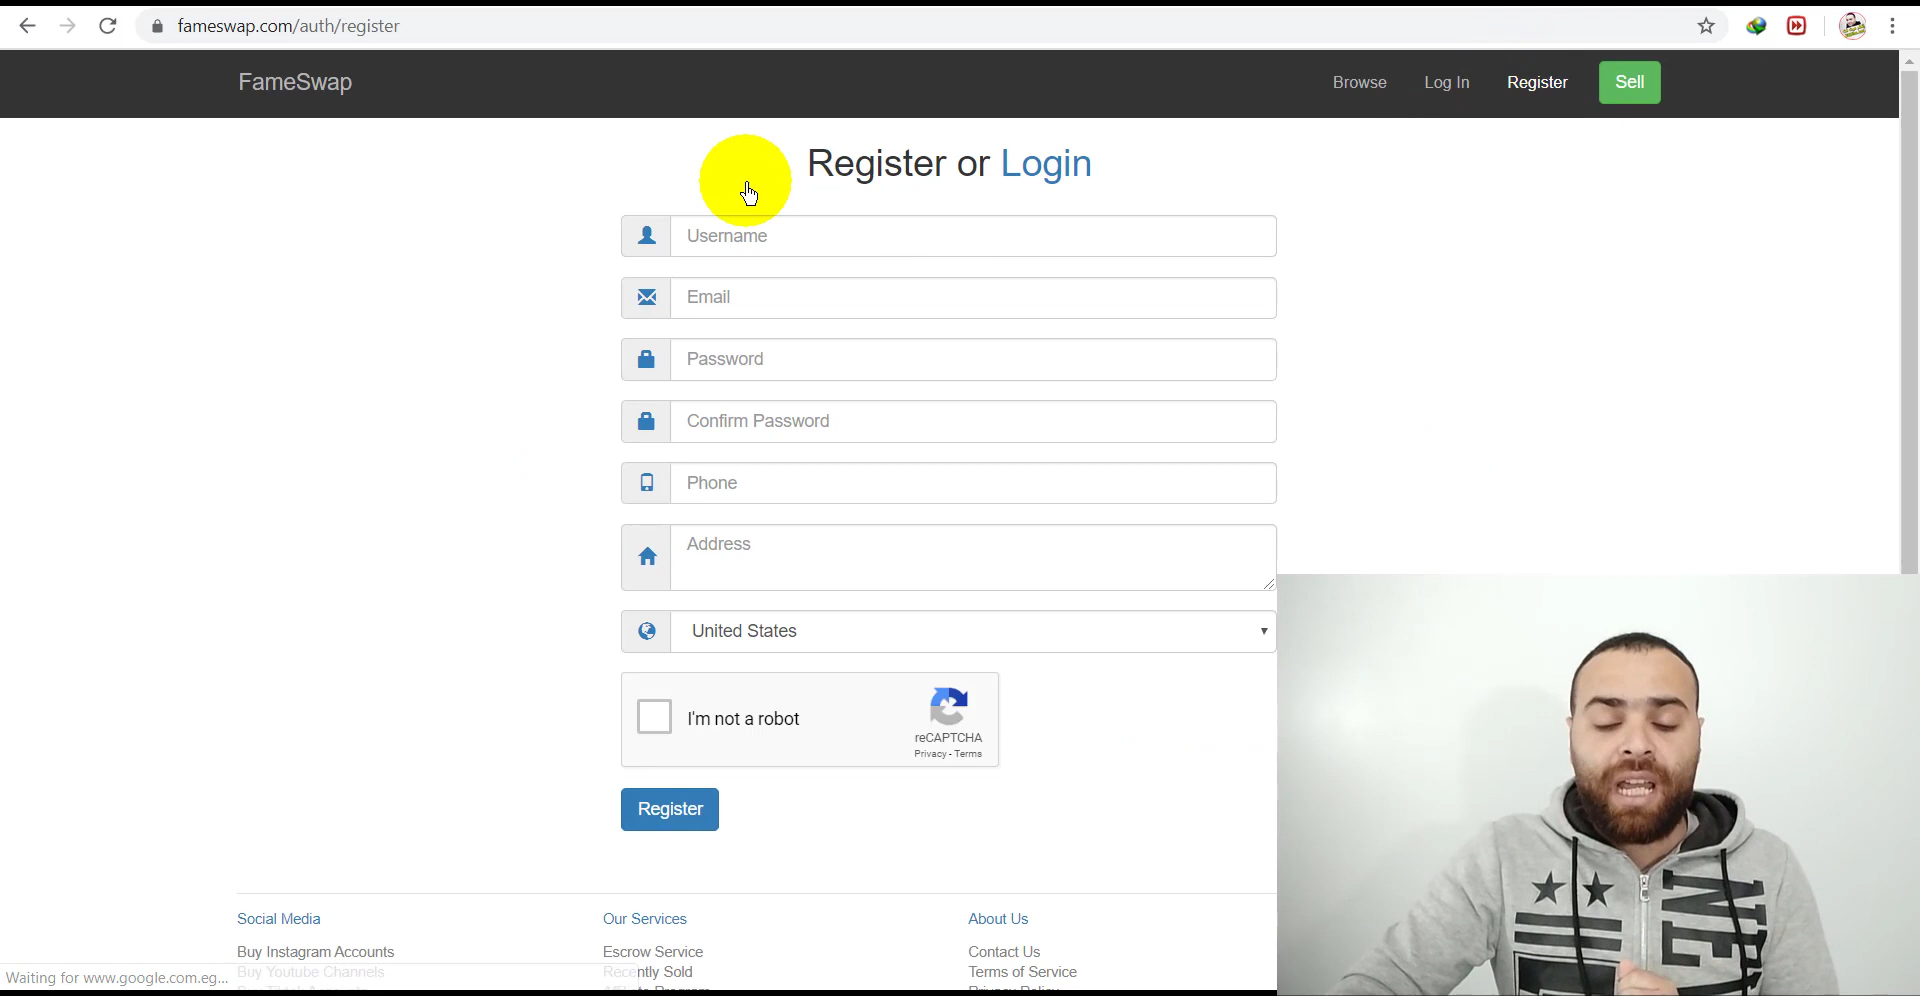 fameswap.com/auth/register
FameSwap
Browse
Log In
Register
Sell
Register or Login
Username
Email
Password
Confirm Password
Phone
Address
United States
I'm not a robot
reCAPTCHA
Privacy - Terms
Register
Social Media
Our Services
About Us
Buy Instagram Accounts
Escrow Service
Contact Us
Buy Youtube Channels
Recently Sold
Terms of Service
Waiting for www.google.com.eg...
Privacy Policy